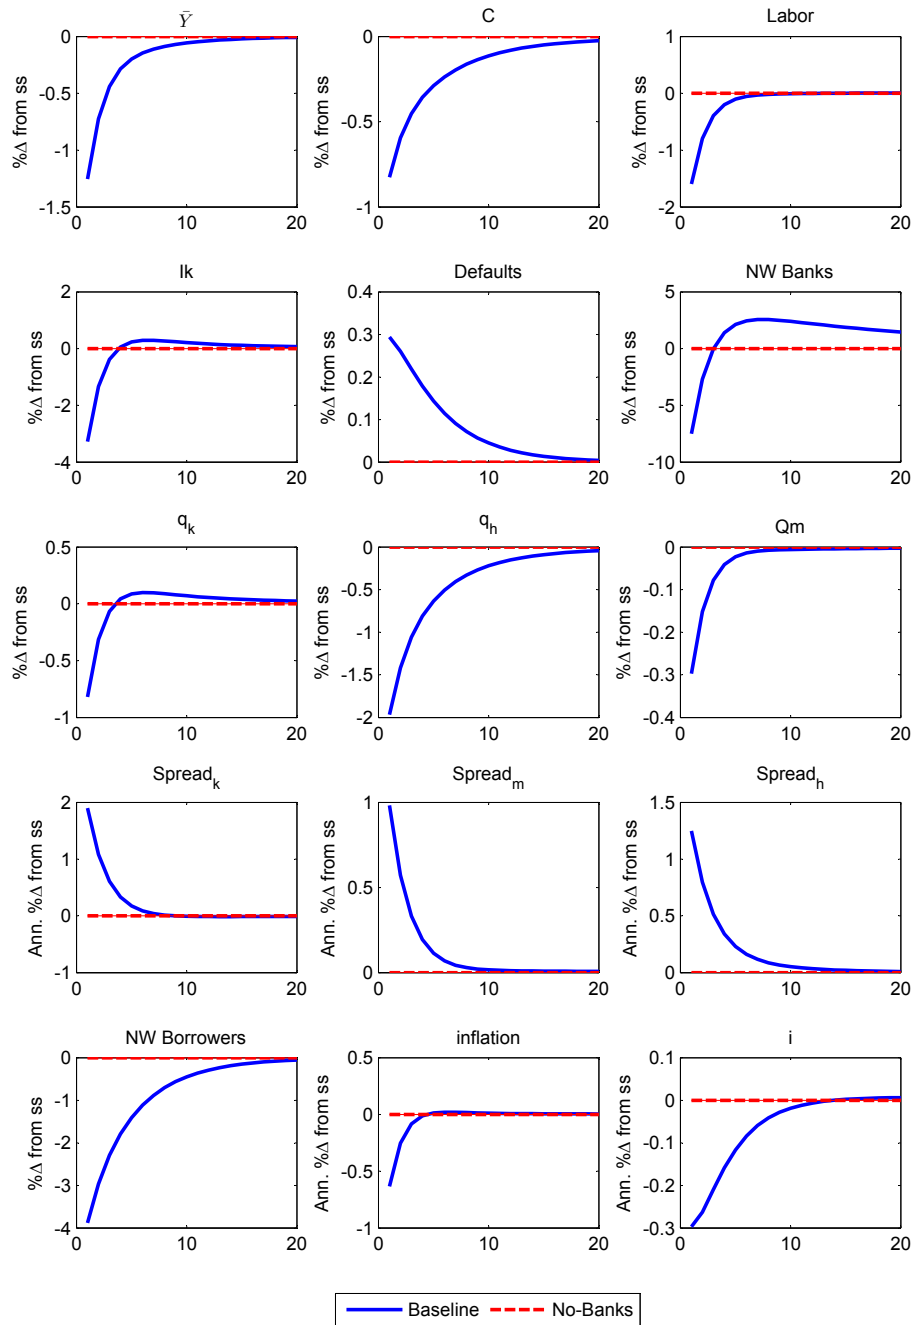 Ȳ
%Δ from ss
0
-0.5
-1
-1.5
0 10 20
C
%Δ from ss
0
-0.5
-1
0 10 20
Labor
%Δ from ss
1
0
-1
-2
0 10 20
Ik
%Δ from ss
2
0
-2
-4
0 10 20
Defaults
%Δ from ss
0.4
0.3
0.2
0.1
0
0 10 20
NW Banks
%Δ from ss
5
0
-5
-10
0 10 20
q_k
%Δ from ss
0.5
0
-0.5
-1
0 10 20
q_h
%Δ from ss
0
-0.5
-1
-1.5
-2
0 10 20
Qm
%Δ from ss
0
-0.1
-0.2
-0.3
-0.4
0 10 20
Spread_k
Ann. %Δ from ss
2
1
0
-1
0 10 20
Spread_m
Ann. %Δ from ss
1
0.5
0
0 10 20
Spread_h
Ann. %Δ from ss
1.5
1
0.5
0
0 10 20
NW Borrowers
%Δ from ss
0
-1
-2
-3
-4
0 10 20
inflation
Ann. %Δ from ss
0.5
0
-0.5
-1
0 10 20
i
Ann. %Δ from ss
0.1
0
-0.1
-0.2
-0.3
0 10 20
Baseline No-Banks